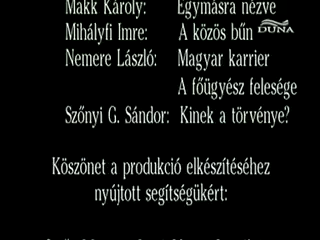 Makk Károly: Egymásra nézve
DUNA
Mihályfi Imre: A közös bűn
Nemere László: Magyar karrier
A főügyész felesége
Szőnyi G. Sándor: Kinek a törvénye?
Köszönet a produkció elkészítéséhez
nyújtott segítségükért: